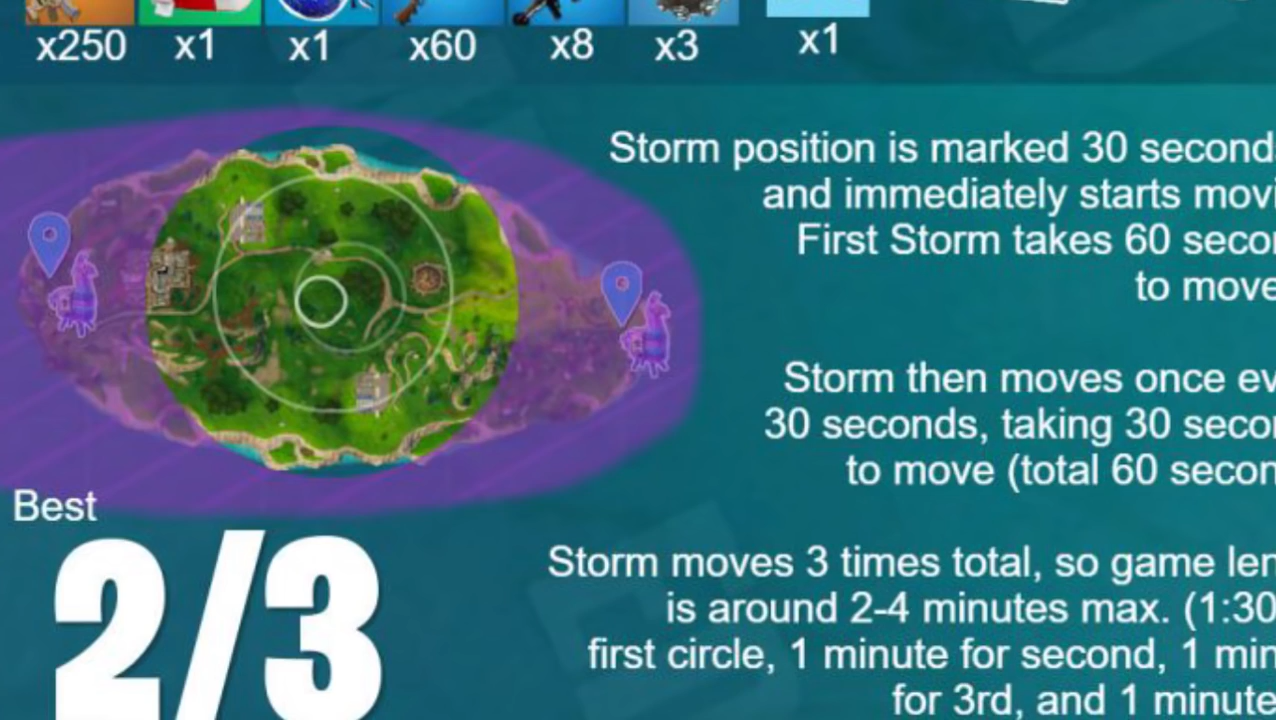 x250 x1 x1 x60 x8 x3 x1
Storm position is marked 30 second
and immediately starts movi
First Storm takes 60 secon
to move
Storm then moves once ev
30 seconds, taking 30 secon
to move (total 60 secon
Best
2/3
Storm moves 3 times total, so game len
is around 2-4 minutes max. (1:30
first circle, 1 minute for second, 1 min
for 3rd, and 1 minute